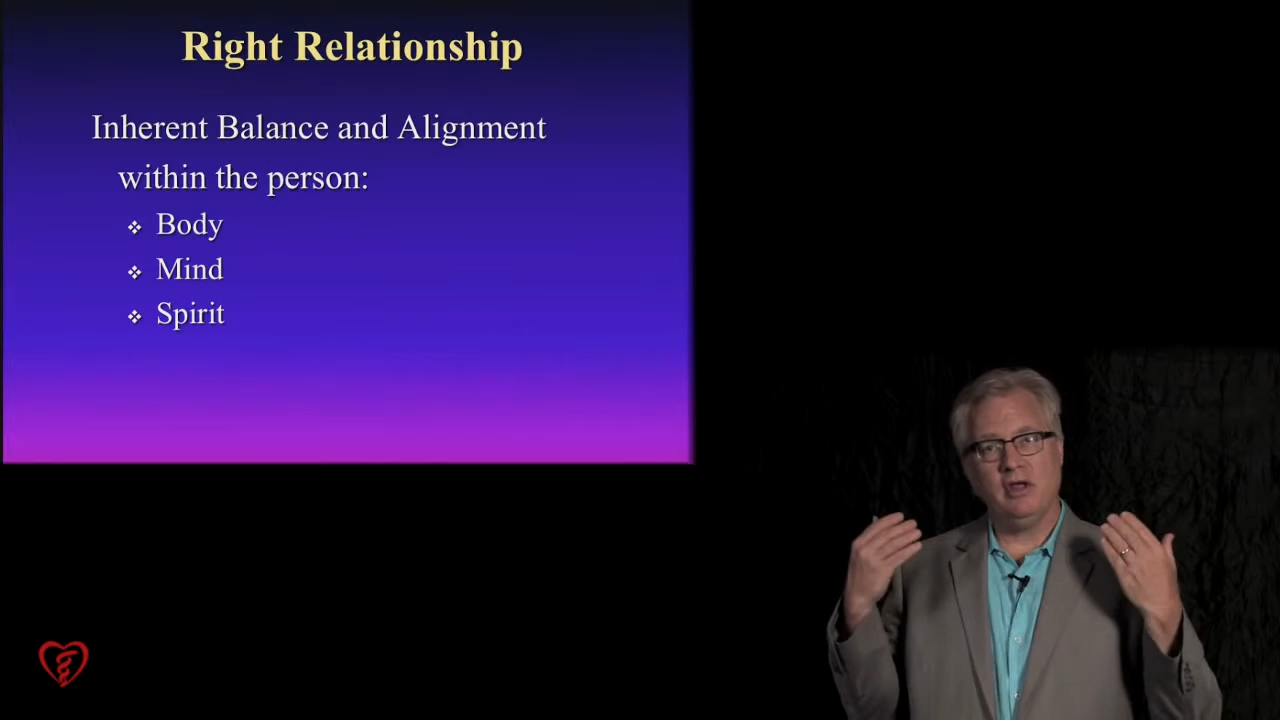 Right Relationship
Inherent Balance and Alignment
within the person:
Body
Mind
Spirit